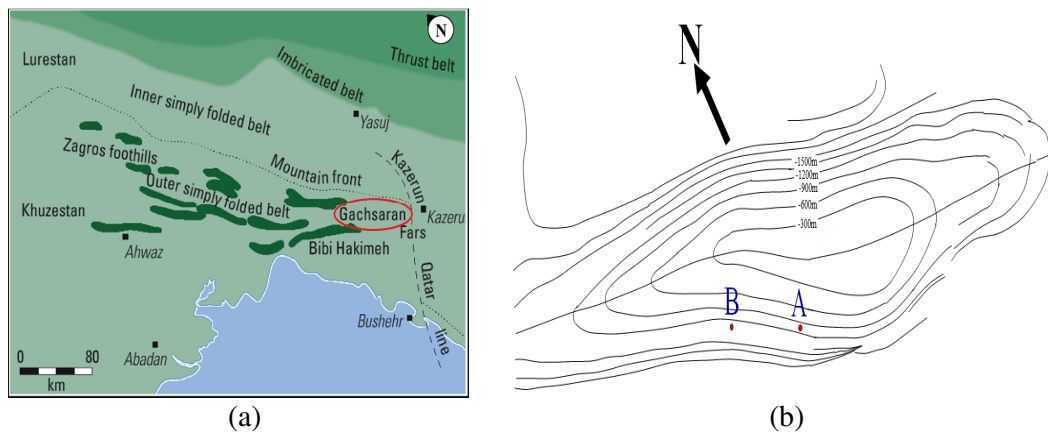 N
Lurestan
Thrust belt
Imbricated belt
Inner simply folded belt
Yasuj
Zagros foothills
Mountain front
Kazerun
Outer simply folded belt
Khuzestan
Gachsaran
Kazerun
Fars
Ahwaz
Bibi Hakimeh
Qatar
line
Bushehr
Abadan
0 80
km
(a)
N
-1500m
-1200m
-900m
-600m
-300m
B A
(b)